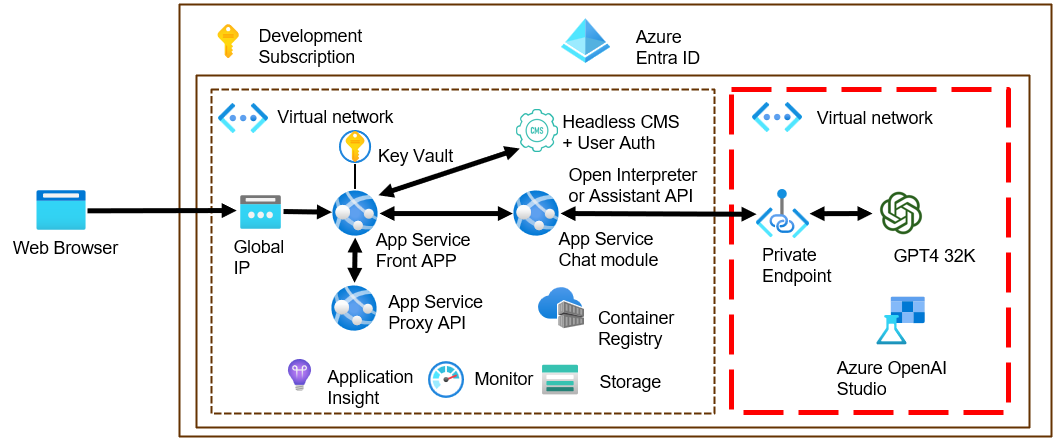 Development
Subscription
Azure
Entra ID
Virtual network
Headless CMS
+ User Auth
CMS
Virtual network
Key Vault
Open Interpreter
or Assistant API
Web Browser
Global
IP
App Service
Front APP
App Service
Chat module
Private
Endpoint
GPT4 32K
App Service
Proxy API
Container
Registry
Azure OpenAI
Studio
Application
Insight
Monitor
Storage